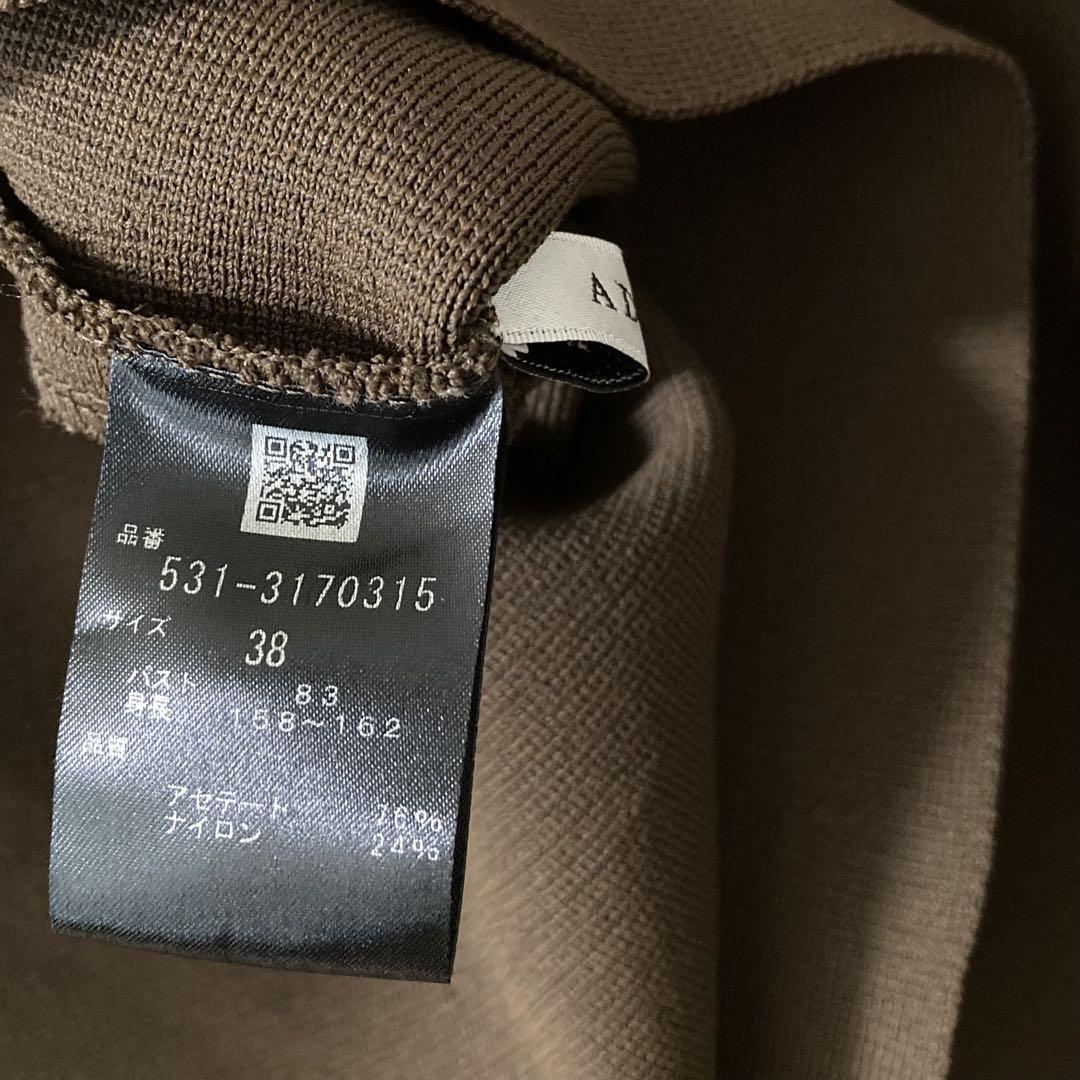 AD
品番
531-3170315
サイズ
38
バスト 83
身長 158～162
品質
アセテート 76%
ナイロン 24%